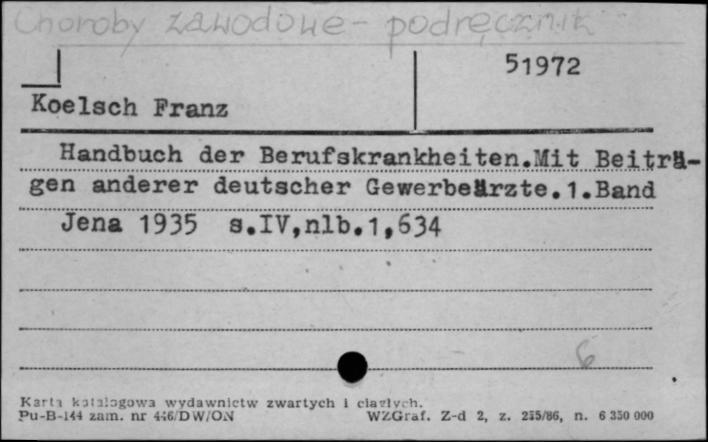 Choroby zawodowe - podręcznik
51972
Koelsch Franz
Handbuch der Berufskrankheiten.Mit Beiträ-
gen anderer deutscher Gewerbeärzte.1.Band
Jena 1935 s.IV,nlb.1,634
6
Karta katalogowa wydawnictw zwartych i ciągłych.
Pu-B-144 zam. nr 446/DW/ON WZGraf. Z-d 2, z. 235/86, n. 6 350 000